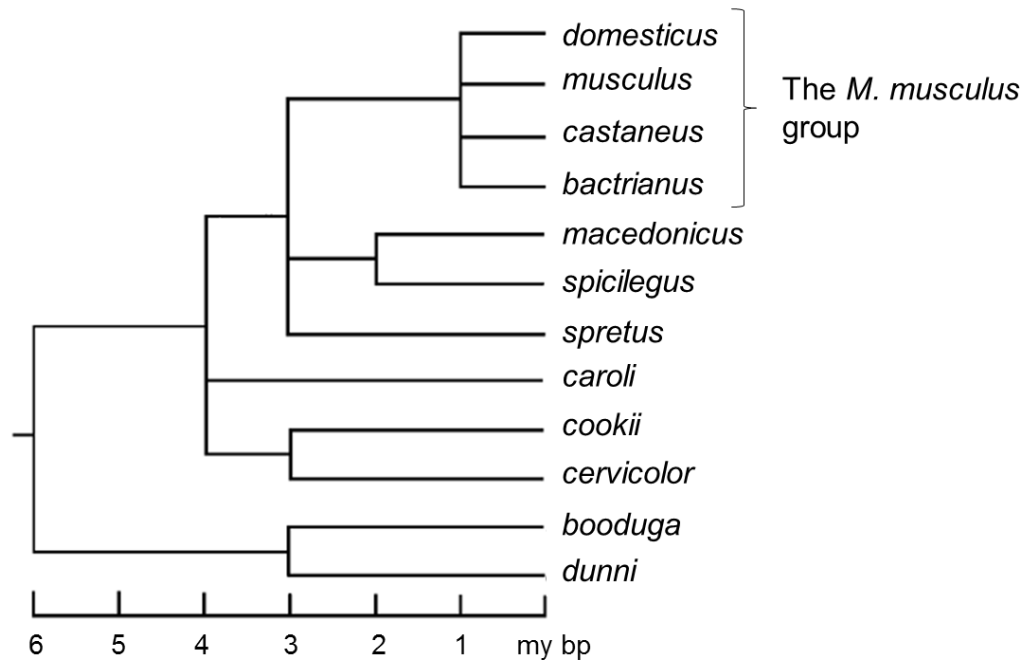 domesticus
musculus
castaneus
bactrianus
The M. musculus
group
macedonicus
spicilegus
spretus
caroli
cookii
cervicolor
booduga
dunni
6 5 4 3 2 1 my bp